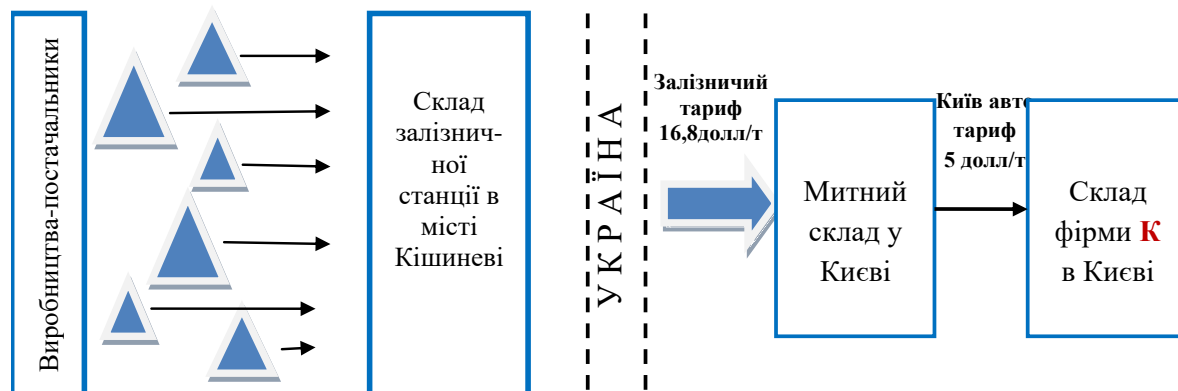 Виробництва-постачальники
Склад
залізнич-
ної
станції в
місті
Кішиневі
УКРАЇНА
Залізничий
тариф
16,8долл/т
Митний
склад у
Києві
Київ авто
тариф
5 долл/т
Склад
фірми К
в Києві